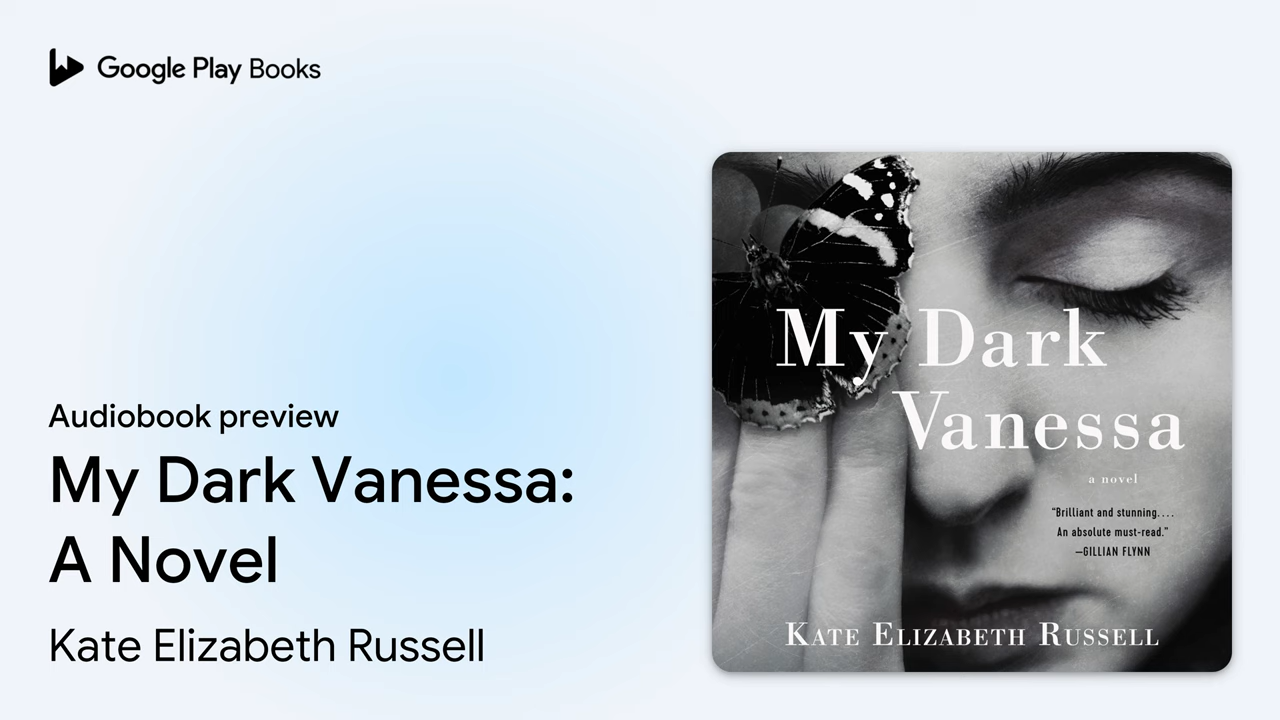 Google Play Books
Audiobook preview
My Dark Vanessa:
A Novel
Kate Elizabeth Russell
My Dark
Vanessa
a novel
“Brilliant and stunning....
An absolute must-read.”
—GILLIAN FLYNN
KATE ELIZABETH RUSSELL